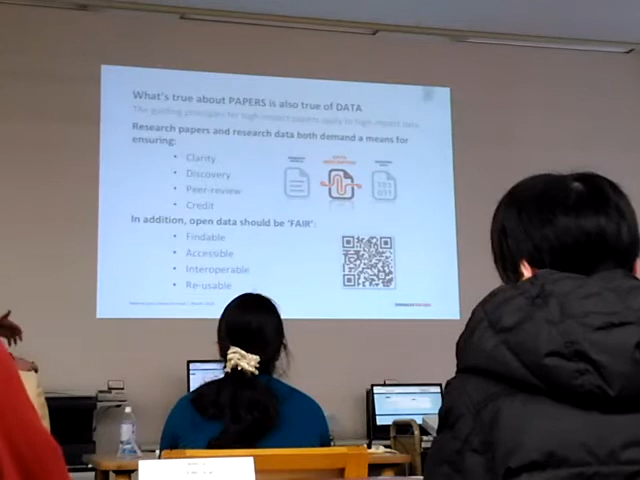 What's true about PAPERS is also true of DATA
The guiding principles for high-impact papers apply to high-impact data
Research papers and research data both demand a means for
ensuring:
• Clarity
• Discovery
• Peer-review
• Credit
In addition, open data should be 'FAIR':
• Findable
• Accessible
• Interoperable
• Re-usable